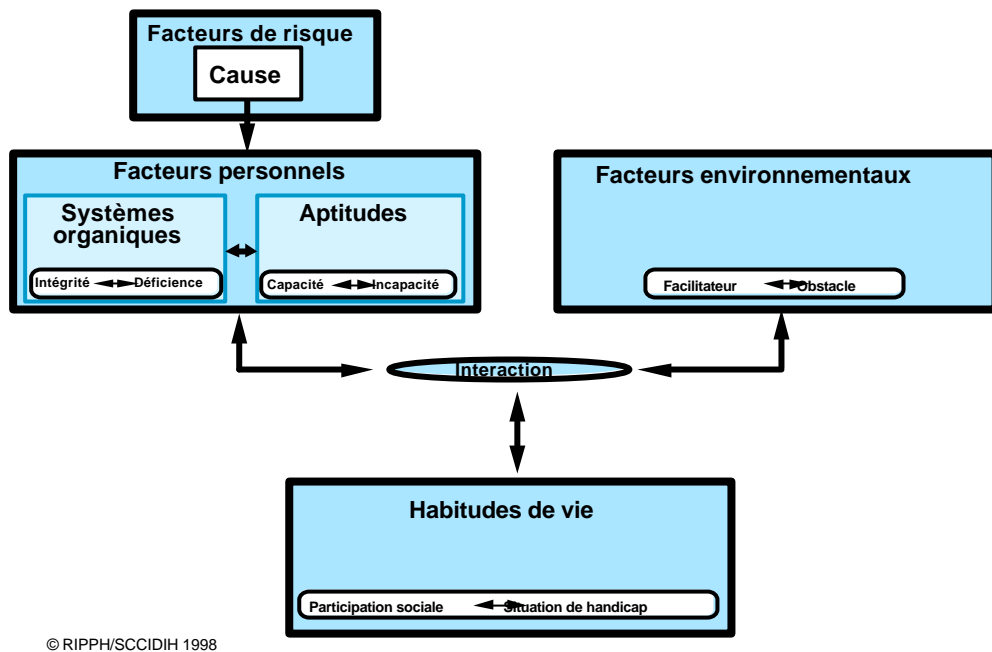 Facteurs de risque
Cause
Facteurs personnels
Systèmes
organiques
Intégrité Déficience
Aptitudes
Capacité Incapacité
Facteurs environnementaux
Facilitateur Obstacle
Interaction
Habitudes de vie
Participation sociale Situation de handicap
© RIPPH/SCCIDIH 1998